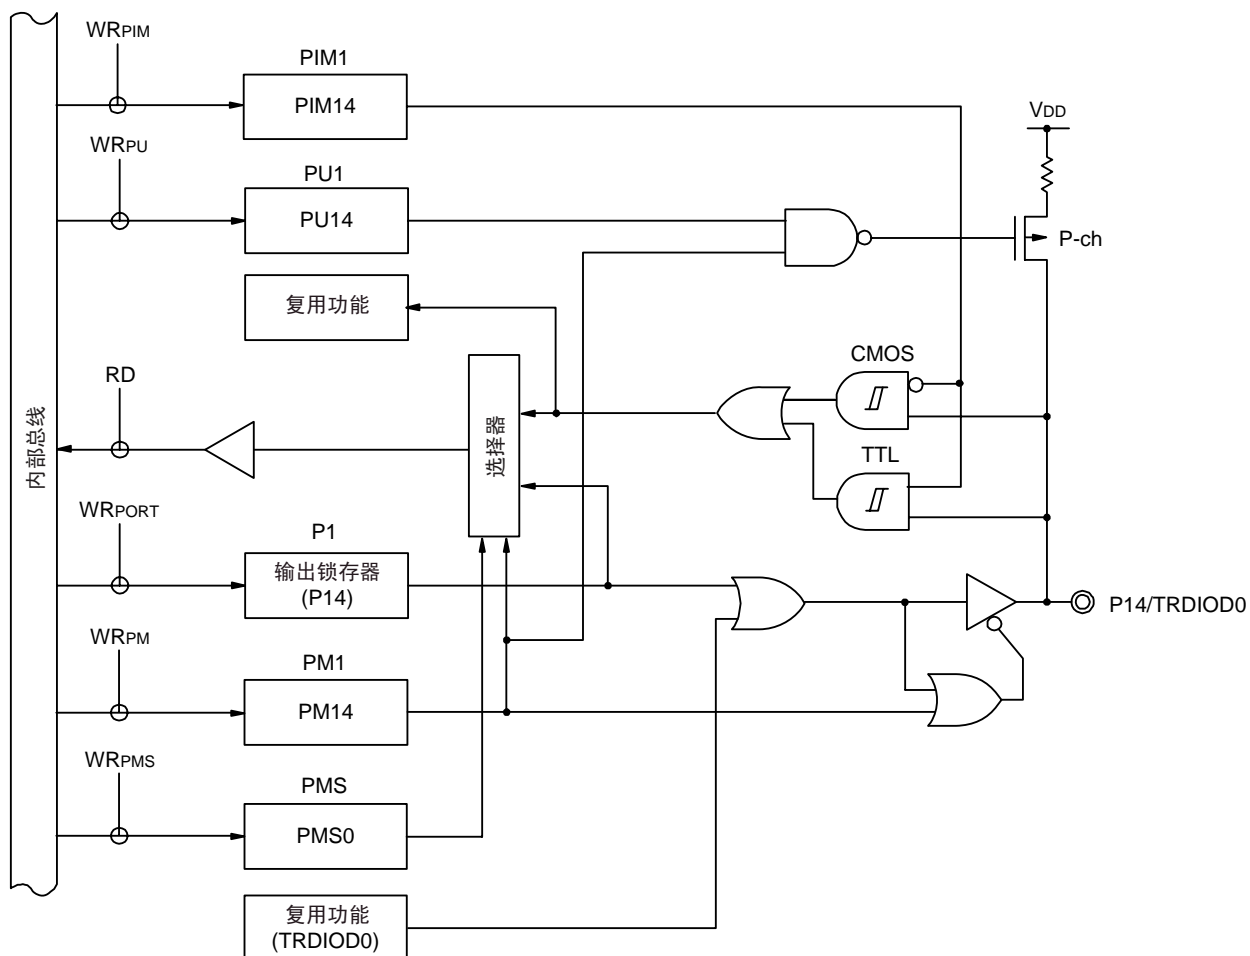 WRPIM
PIM1
PIM14
VDD
WRPU
PU1
PU14
P-ch
复用功能
CMOS
RD
内部总线
选择器
TTL
WRPORT
P1
输出锁存器
(P14)
P14/TRDIOD0
WRPM
PM1
PM14
WRPMS
PMS
PMS0
复用功能
(TRDIOD0)